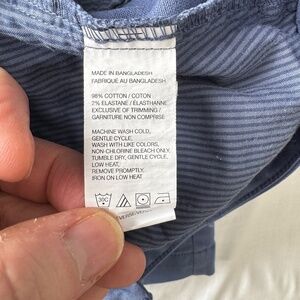 MADE IN BANGLADESH
FABRIQUE AU BANGLADESH
98% COTTON / COTON
2% ELASTANE / ÉLASTHANNE
EXCLUSIVE OF TRIMMING /
GARNITURE NON COMPRISE
MACHINE WASH COLD,
GENTLE CYCLE,
WASH WITH LIKE COLORS,
NON-CHLORINE BLEACH ONLY,
TUMBLE DRY, GENTLE CYCLE,
LOW HEAT,
REMOVE PROMPTLY,
IRON ON LOW HEAT
30C